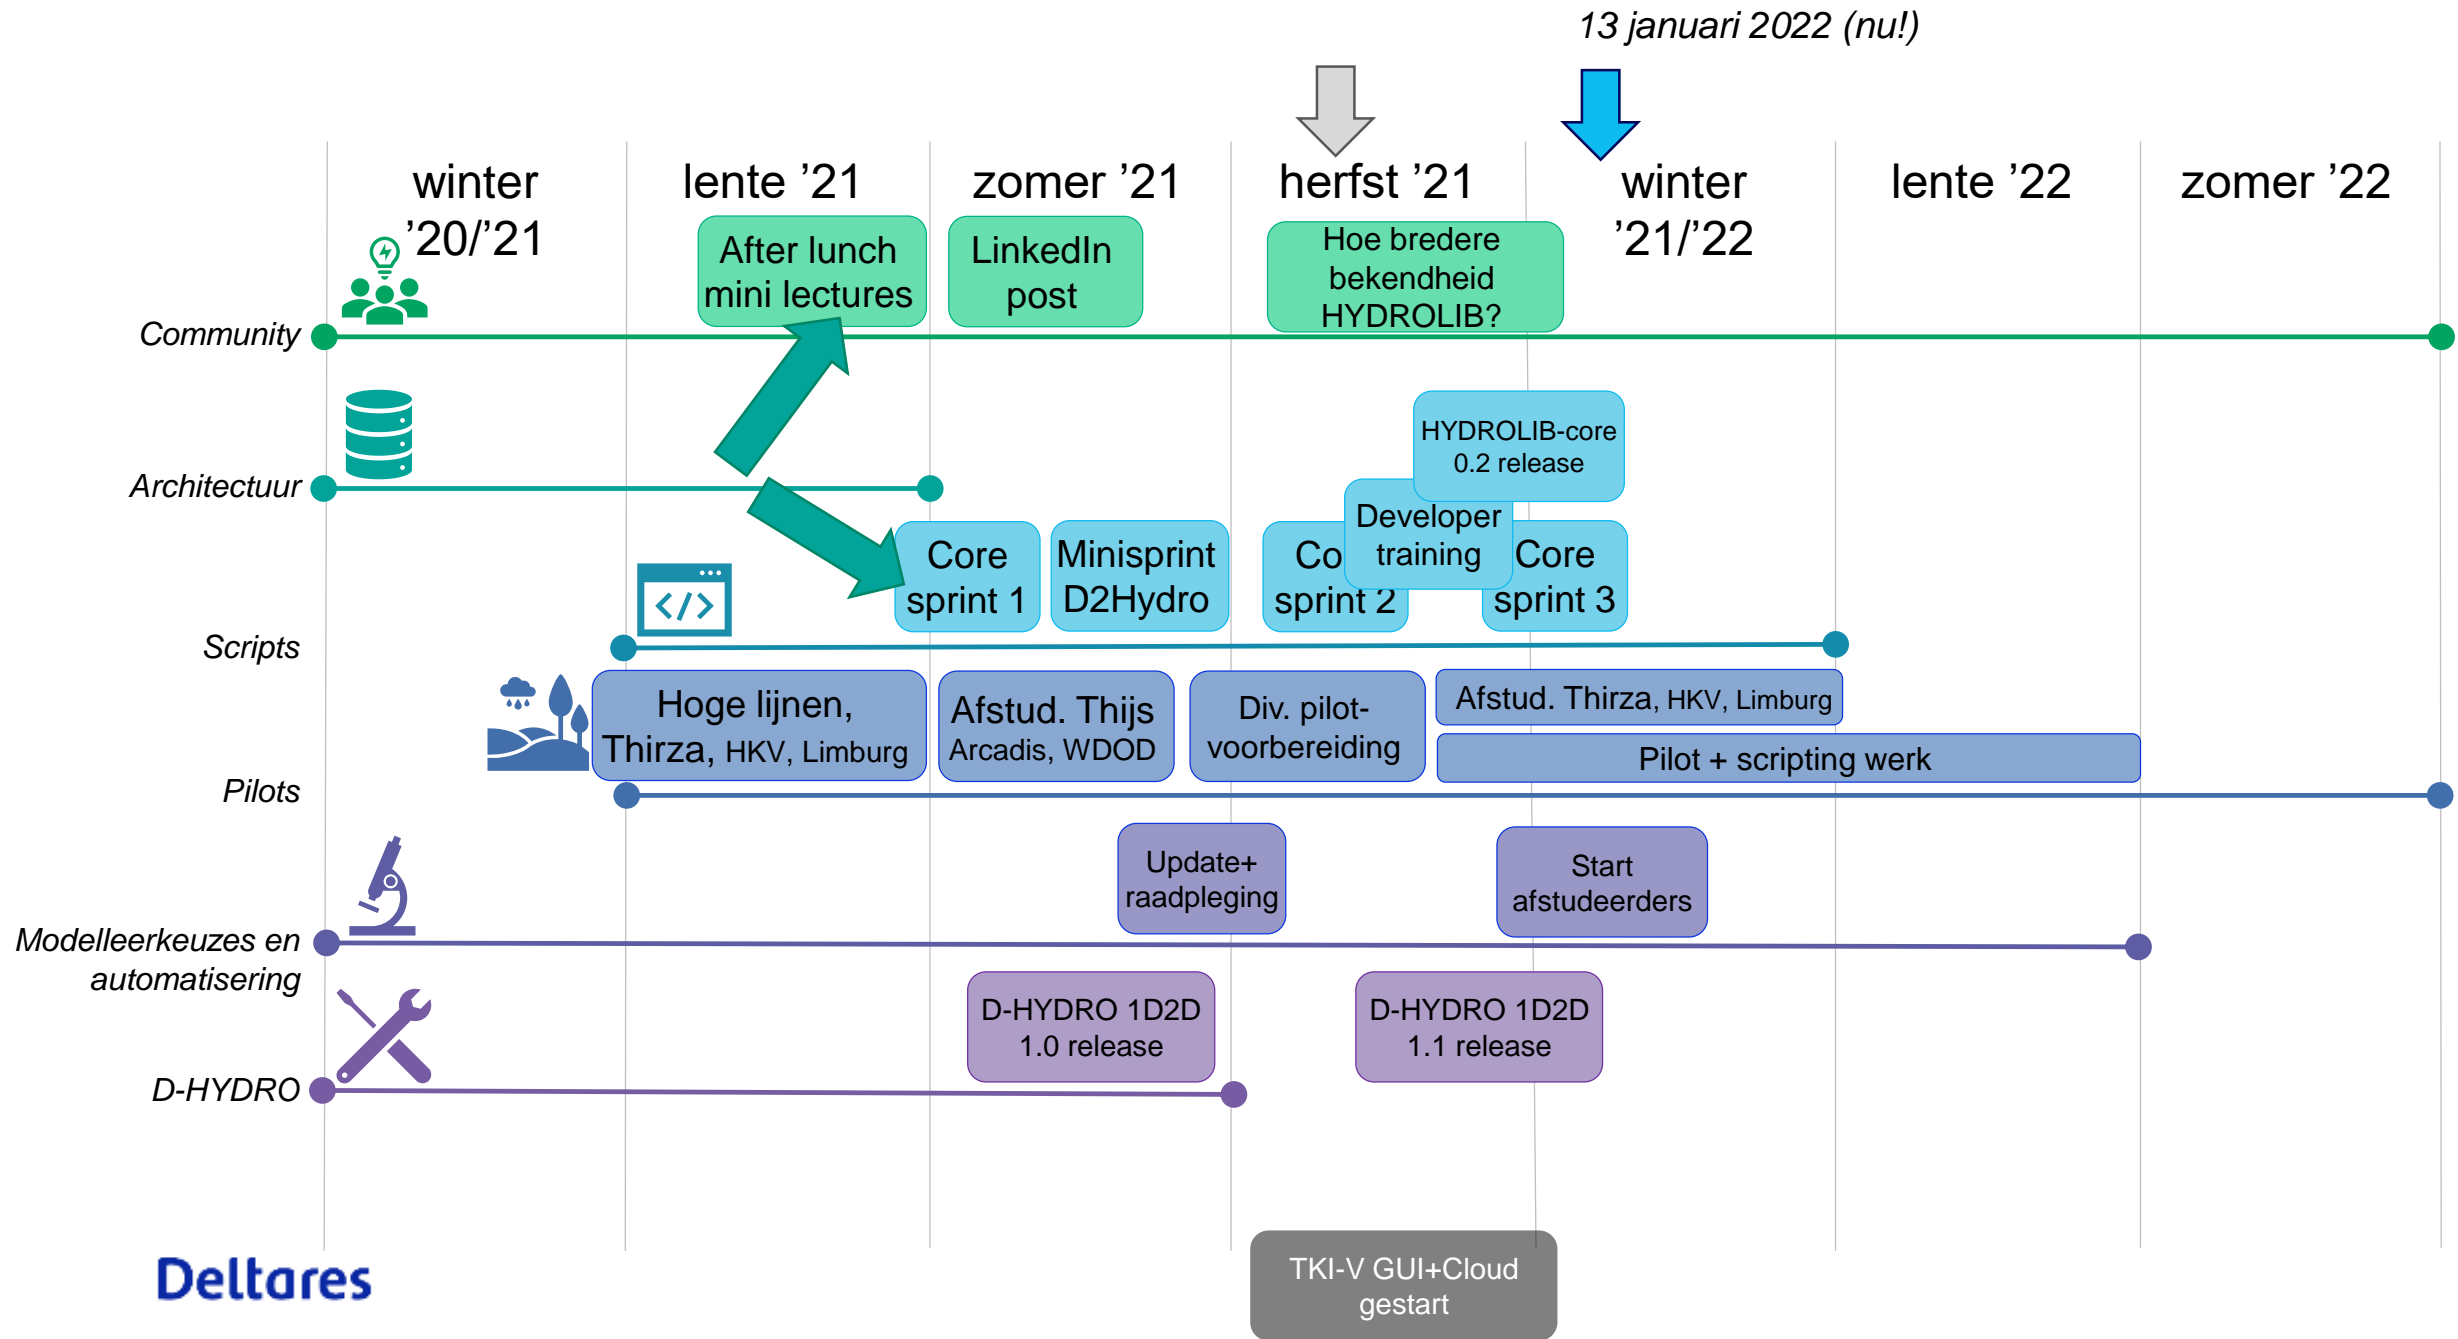 13 januari 2022 (nu!)
winter
'20/'21
lente '21
zomer '21
herfst '21
winter
'21/'22
lente '22
zomer '22
After lunch
mini lectures
LinkedIn
post
Hoe bredere
bekendheid
HYDROLIB?
Community
HYDROLIB-core
0.2 release
Architectuur
Developer
training
Core
sprint 1
Minisprint
D2Hydro
Co
sprint 2
Core
sprint 3
</>
Scripts
Hoge lijnen,
Thirza, HKV, Limburg
Afstud. Thijs
Arcadis, WDOD
Div. pilot-
voorbereiding
Afstud. Thirza, HKV, Limburg
Pilot + scripting werk
Pilots
Update+
raadpleging
Start
afstudeerders
Modelleerkeuzes en
automatisering
D-HYDRO 1D2D
1.0 release
D-HYDRO 1D2D
1.1 release
D-HYDRO
TKI-V GUI+Cloud
gestart
Deltares